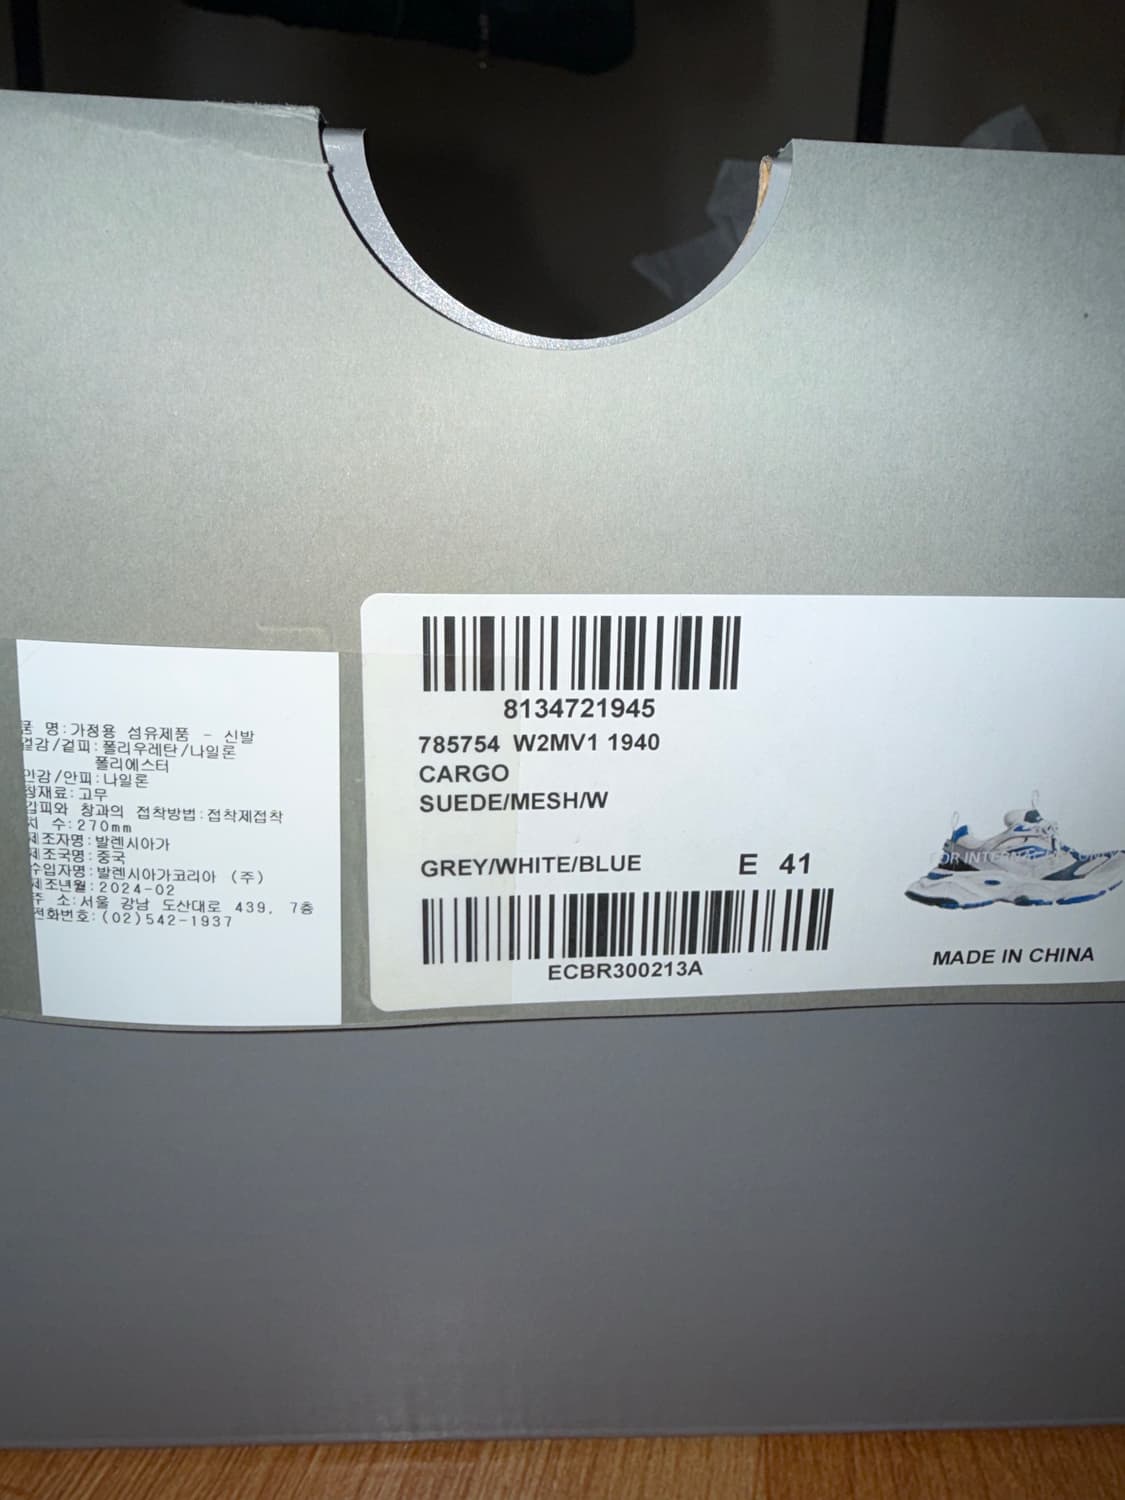 품 명:가정용 섬유제품 - 신발
겉감/겉피:폴리우레탄/나일론
폴리에스터
안감/안피:나일론
창재료:고무
갑피와 창과의 접착방법:접착제접착
치 수:270mm
제조자명:발렌시아가
제조국명:중국
수입자명:발렌시아가코리아 (주)
제조년월:2024-02
주 소:서울 강남 도산대로 439, 7층
전화번호:(02)542-1937
8134721945
785754 W2MV1 1940
CARGO
SUEDE/MESH/W
GREY/WHITE/BLUE E 41
ECBR300213A
FOR INTERNAL USE ONLY
MADE IN CHINA